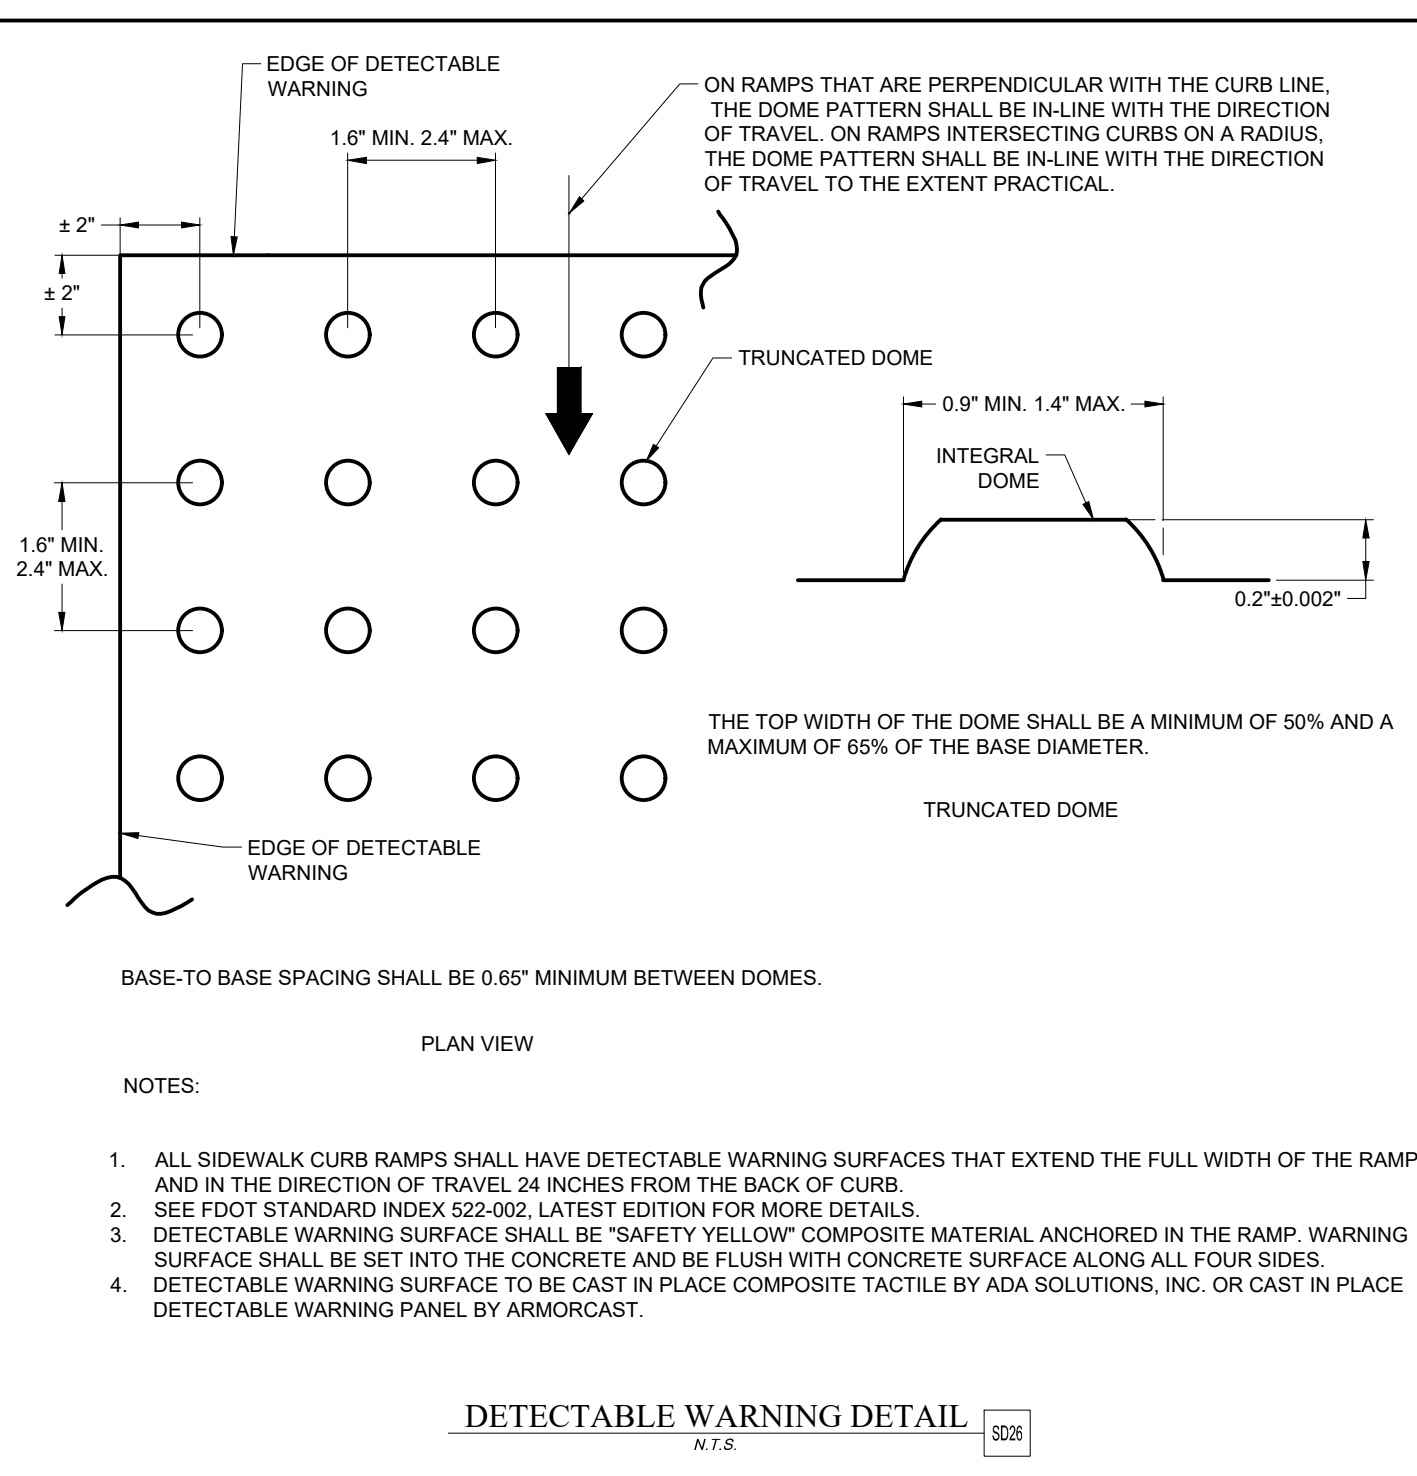 EDGE OF DETECTABLE
WARNING
1.6" MIN. 2.4" MAX.
ON RAMPS THAT ARE PERPENDICULAR WITH THE CURB LINE,
THE DOME PATTERN SHALL BE IN-LINE WITH THE DIRECTION
OF TRAVEL. ON RAMPS INTERSECTING CURBS ON A RADIUS,
THE DOME PATTERN SHALL BE IN-LINE WITH THE DIRECTION
OF TRAVEL TO THE EXTENT PRACTICAL.
± 2"
± 2"
TRUNCATED DOME
0.9" MIN. 1.4" MAX.
INTEGRAL
DOME
1.6" MIN.
2.4" MAX.
0.2"±0.002"
THE TOP WIDTH OF THE DOME SHALL BE A MINIMUM OF 50% AND A
MAXIMUM OF 65% OF THE BASE DIAMETER.
TRUNCATED DOME
EDGE OF DETECTABLE
WARNING
BASE-TO BASE SPACING SHALL BE 0.65" MINIMUM BETWEEN DOMES.
PLAN VIEW
NOTES:
1. ALL SIDEWALK CURB RAMPS SHALL HAVE DETECTABLE WARNING SURFACES THAT EXTEND THE FULL WIDTH OF THE RAMP
AND IN THE DIRECTION OF TRAVEL 24 INCHES FROM THE BACK OF CURB.
2. SEE FDOT STANDARD INDEX 522-002, LATEST EDITION FOR MORE DETAILS.
3. DETECTABLE WARNING SURFACE SHALL BE "SAFETY YELLOW" COMPOSITE MATERIAL ANCHORED IN THE RAMP. WARNING
SURFACE SHALL BE SET INTO THE CONCRETE AND BE FLUSH WITH CONCRETE SURFACE ALONG ALL FOUR SIDES.
4. DETECTABLE WARNING SURFACE TO BE CAST IN PLACE COMPOSITE TACTILE BY ADA SOLUTIONS, INC. OR CAST IN PLACE
DETECTABLE WARNING PANEL BY ARMORCAST.
DETECTABLE WARNING DETAIL
SD26
N.T.S.